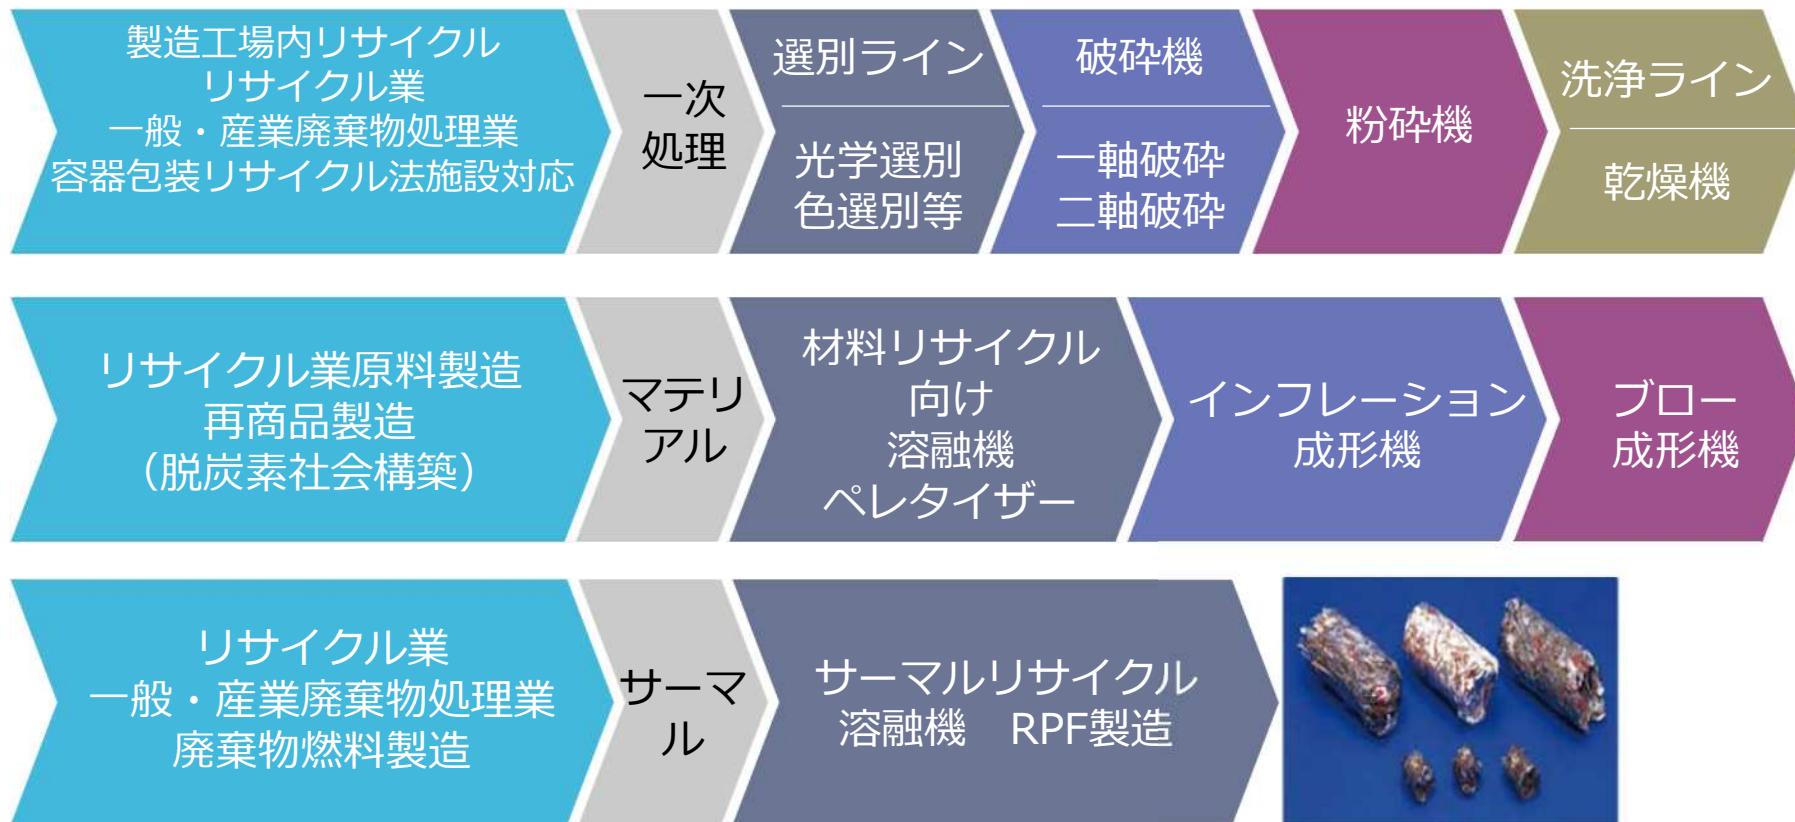 製造工場内リサイクル
リサイクル業
一般・産業廃棄物処理業
容器包装リサイクル法施設対応
一次
処理
選別ライン
光学選別
色選別等
破砕機
一軸破砕
二軸破砕
粉砕機
洗浄ライン
乾燥機
リサイクル業原料製造
再商品製造
（脱炭素社会構築）
マテリ
アル
材料リサイクル
向け
溶融機
ペレタイザー
インフレーション
成形機
ブロー
成形機
リサイクル業
一般・産業廃棄物処理業
廃棄物燃料製造
サーマ
ル
サーマルリサイクル
溶融機　RPF製造